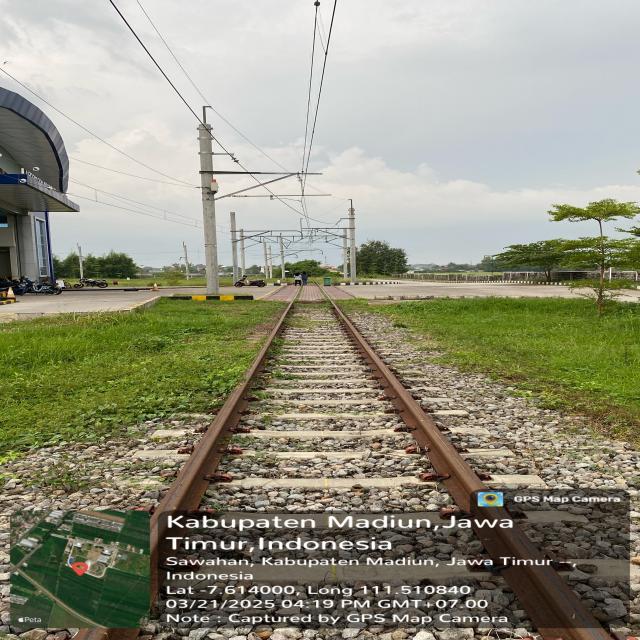 GPS Map Camera
Kabupaten Madiun,Jawa
Timur,Indonesia
Sawahan, Kabupaten Madiun, Jawa Timur --,
Indonesia
Lat -7.614000, Long 111.510840
03/21/2025 04:19 PM GMT+07.00
Note : Captured by GPS Map Camera
Peta